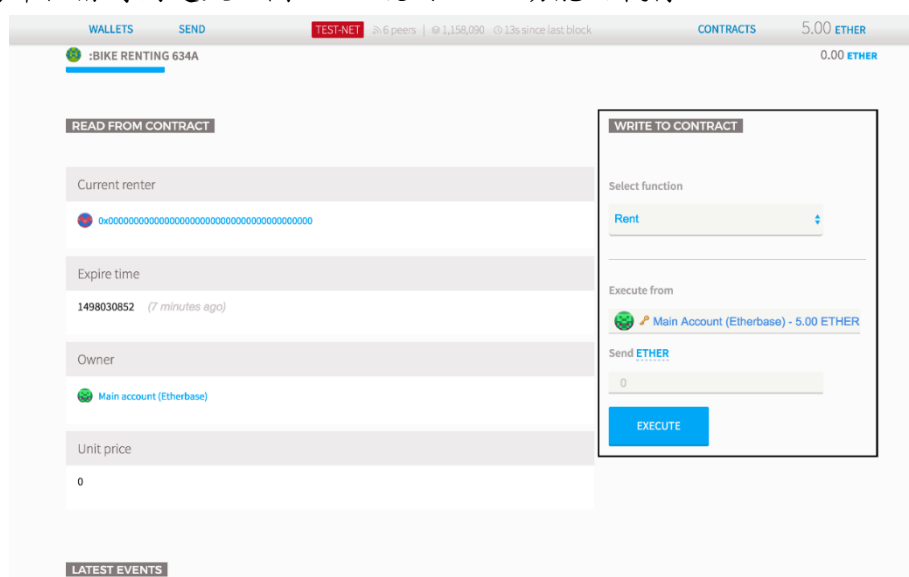 WALLETS SEND TEST-NET 6 peers | 1,158,090 13s since last block CONTRACTS 5.00 ETHER
:BIKE RENTING 634A 0.00 ETHER
READ FROM CONTRACT
Current renter
0x0000000000000000000000000000000000000000
Expire time
1498030852 (7 minutes ago)
Owner
Main account (Etherbase)
Unit price
0
LATEST EVENTS
WRITE TO CONTRACT
Select function
Rent
Execute from
Main Account (Etherbase) - 5.00 ETHER
Send ETHER
0
EXECUTE